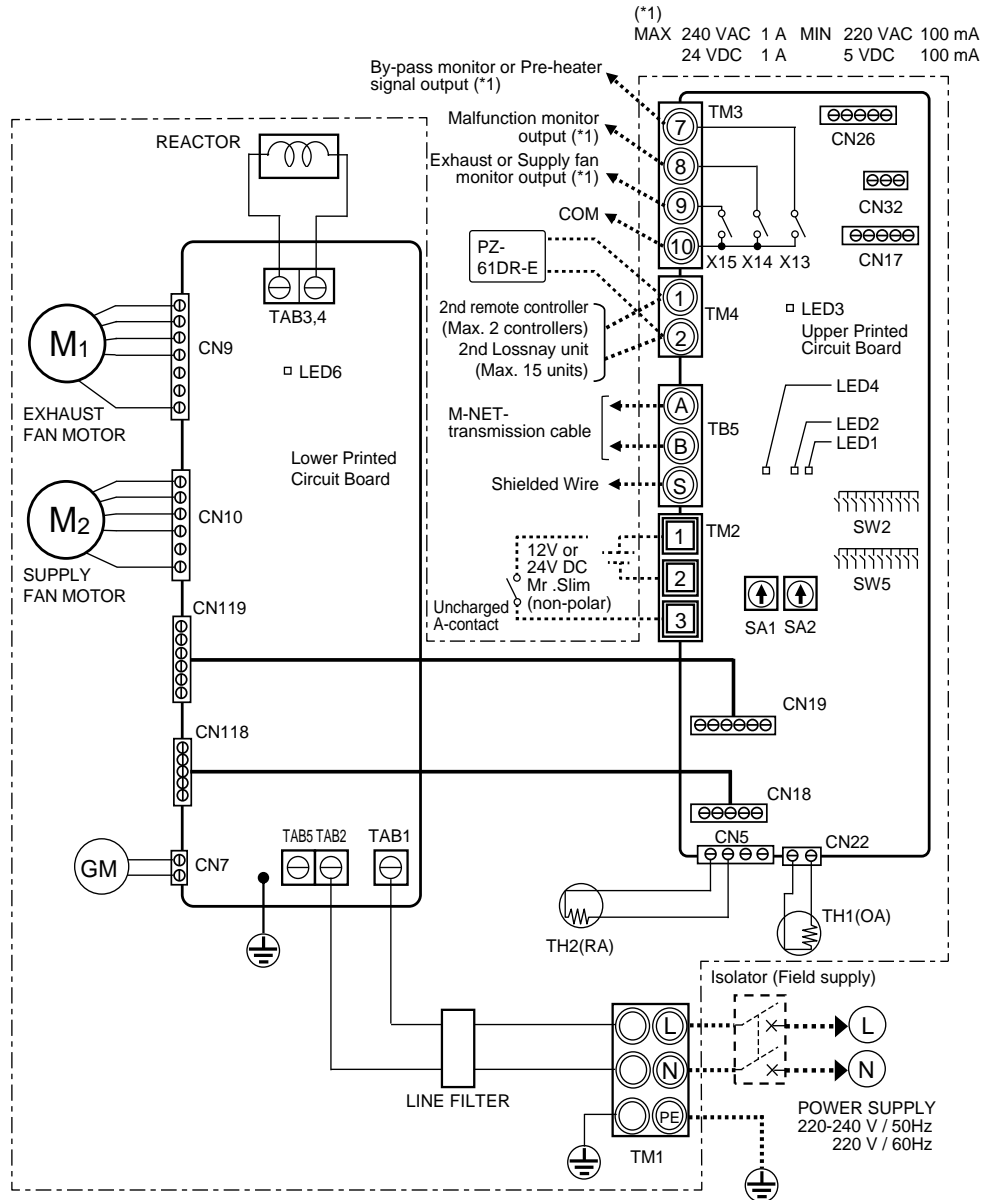 (*1)
MAX 240 VAC 1 A MIN 220 VAC 100 mA
24 VDC 1 A 5 VDC 100 mA
By-pass monitor or Pre-heater
signal output (*1)
Malfunction monitor
output (*1)
Exhaust or Supply fan
monitor output (*1)
COM
7
8
9
10
TM3
X15 X14 X13
CN26
CN32
CN17
REACTOR
TAB3,4
PZ-
61DR-E
2nd remote controller
(Max. 2 controllers)
2nd Lossnay unit
(Max. 15 units)
1
2
TM4
LED3
Upper Printed
Circuit Board
LED4
LED2
LED1
M1
EXHAUST
FAN MOTOR
CN9
LED6
Lower Printed
Circuit Board
M-NET-
transmission cable
Shielded Wire
A
B
S
TB5
M2
SUPPLY
FAN MOTOR
CN10
12V or
24V DC
Mr .Slim
(non-polar)
Uncharged
A-contact
1
2
3
TM2
SW2
SW5
SA1 SA2
CN119
CN19
CN118
CN18
CN5
CN22
GM
CN7
TAB5 TAB2 TAB1
TH2(RA)
TH1(OA)
Isolator (Field supply)
LINE FILTER
L
N
PE
TM1
L
N
POWER SUPPLY
220-240 V / 50Hz
220 V / 60Hz